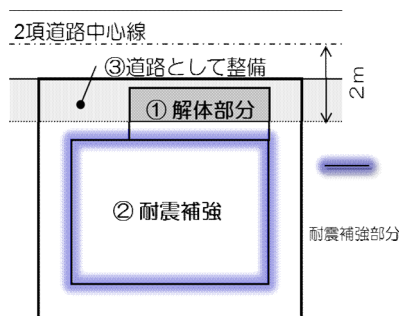 2項道路中心線
③道路として整備
2m
① 解体部分
② 耐震補強
耐震補強部分